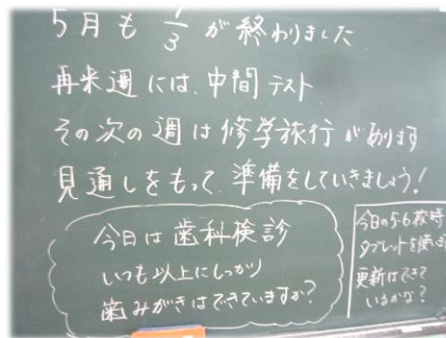 5月も 1/3 が終わりました
再来週には、中間テスト
その次の週は修学旅行があります
見通しをもって、準備をしていきましょう!
今日は歯科検診
いつも以上にしっかり
歯みがきはできていますか?
今日の 校時
タブレットを使い
更新はできて
いるかな?